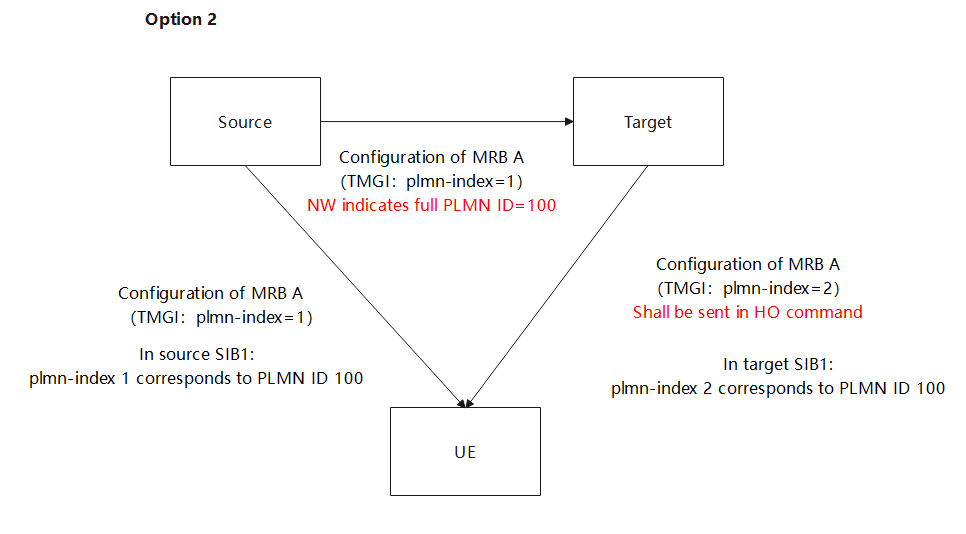 Option 2
Source
Target
Configuration of MRB A
(TMGI：plmn-index=1)
NW indicates full PLMN ID=100
Configuration of MRB A
(TMGI：plmn-index=2)
Shall be sent in HO command
Configuration of MRB A
(TMGI：plmn-index=1)
In source SIB1:
plmn-index 1 corresponds to PLMN ID 100
In target SIB1:
plmn-index 2 corresponds to PLMN ID 100
UE